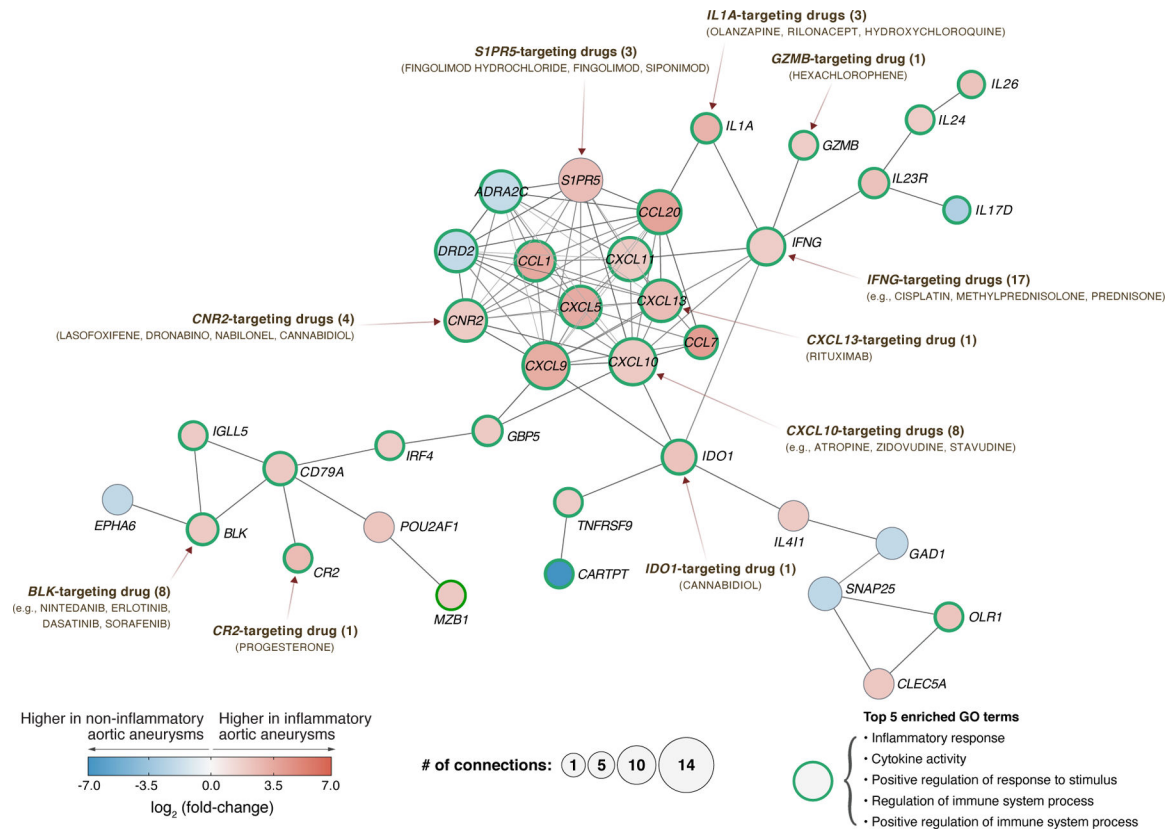 IL1A-targeting drugs (3)
(OLANZAPINE, RILONACEPT, HYDROXYCHLOROQUINE)
S1PR5-targeting drugs (3)
(FINGOLIMOD HYDROCHLORIDE, FINGOLIMOD, SIPONIMOD)
GZMB-targeting drug (1)
(HEXACHLOROPHENE)
IL26
IL24
IL1A
GZMB
IL23R
IL17D
ADRA2C
S1PR5
CCL20
IFNG
DRD2
CCL1
CXCL11
IFNG-targeting drugs (17)
(e.g., CISPLATIN, METHYLPREDNISOLONE, PREDNISONE)
CXCL5
CXCL13
CNR2
CNR2-targeting drugs (4)
(LASOFOXIFENE, DRONABINO, NABILONEL, CANNABIDIOL)
CCL7
CXCL13-targeting drug (1)
(RITUXIMAB)
CXCL9
CXCL10
CXCL10-targeting drugs (8)
(e.g., ATROPINE, ZIDOVUDINE, STAVUDINE)
IGLL5
GBP5
IRF4
CD79A
IDO1
EPHA6
BLK
POU2AF1
TNFRSF9
IL4I1
GAD1
CR2
CARTPT
IDO1-targeting drug (1)
(CANNABIDIOL)
BLK-targeting drug (8)
(e.g., NINTEDANIB, ERLOTINIB,
DASATINIB, SORAFENIB)
MZB1
SNAP25
OLR1
CR2-targeting drug (1)
(PROGESTERONE)
CLEC5A
Higher in non-inflammatory
aortic aneurysms
Higher in inflammatory
aortic aneurysms
-7.0 -3.5 0.0 3.5 7.0
log2 (fold-change)
# of connections: 1 5 10 14
Top 5 enriched GO terms
• Inflammatory response
• Cytokine activity
• Positive regulation of response to stimulus
• Regulation of immune system process
• Positive regulation of immune system process